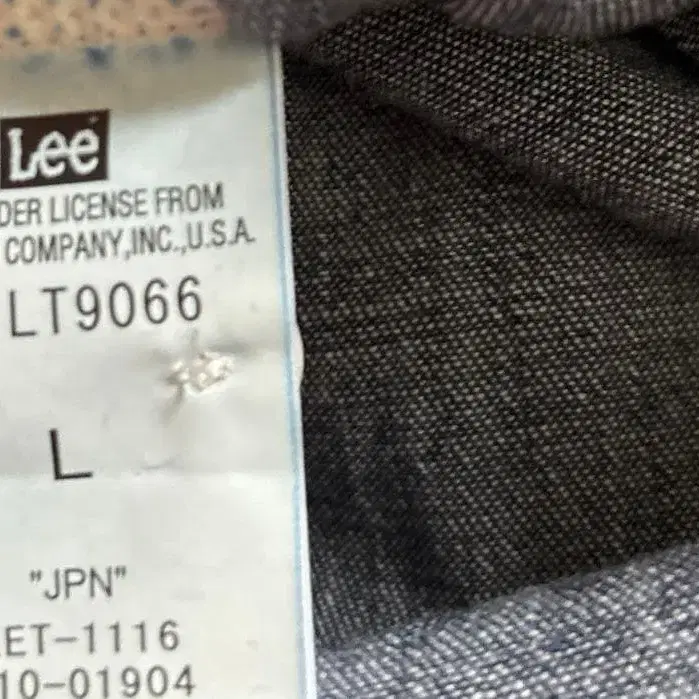 Lee
DER LICENSE FROM
COMPANY,INC.,U.S.A.
LT9066
L
"JPN"
ET-1116
10-01904